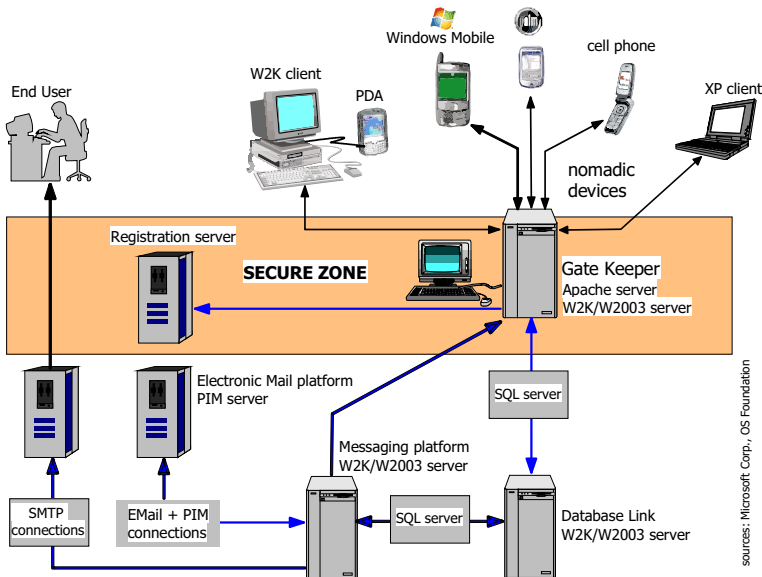 Windows Mobile
cell phone
W2K client
PDA
End User
XP client
nomadic
devices
Registration server
SECURE ZONE
Gate Keeper
Apache server
W2K/W2003 server
Electronic Mail platform
PIM server
SQL server
Messaging platform
W2K/W2003 server
SMTP
connections
EMail + PIM
connections
SQL server
Database Link
W2K/W2003 server
sources: Microsoft Corp., OS Foundation